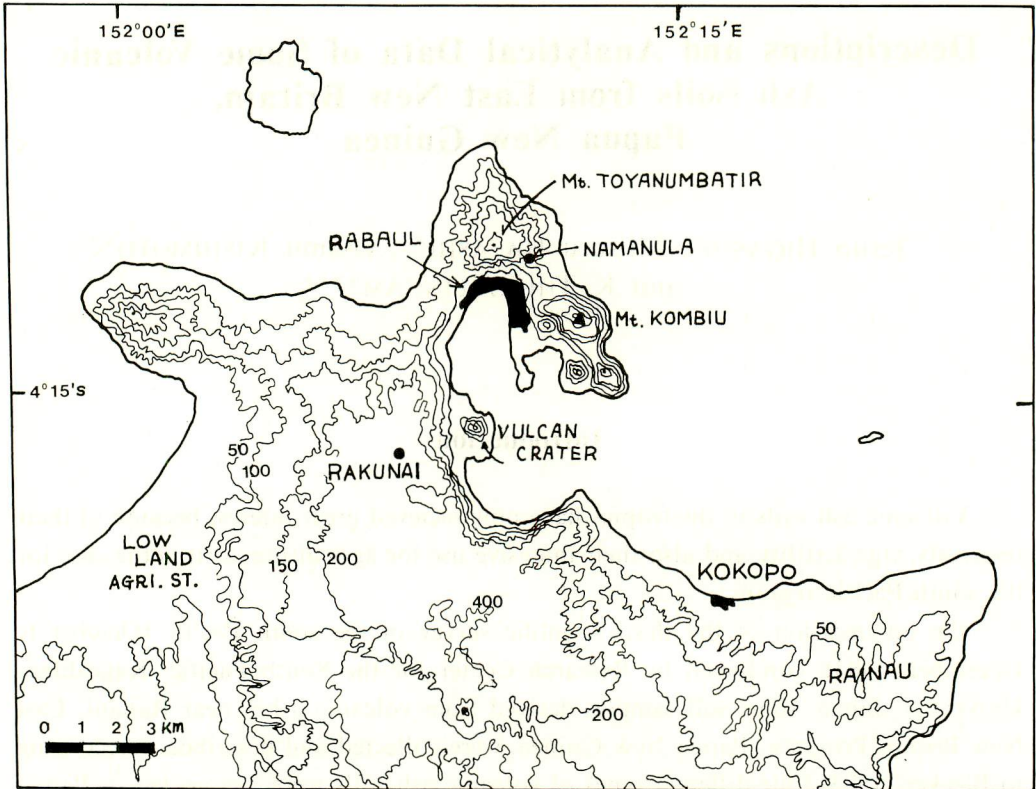 152°00'E
152°15'E
Descriptions and Analytical Data of Some Volcanic
Ash Soils from East New Britain,
Papua New Guinea
Mt. TOYANUMBATIR
RABAUL
NAMANULA
Mt. KOMBIU
4°15'S
VULCAN
CRATER
50
100
RAKUNAI
LOW
LAND
AGRI. ST.
150
200
KOKOPO
400
50
RAINAU
200
0 1 2 3 KM